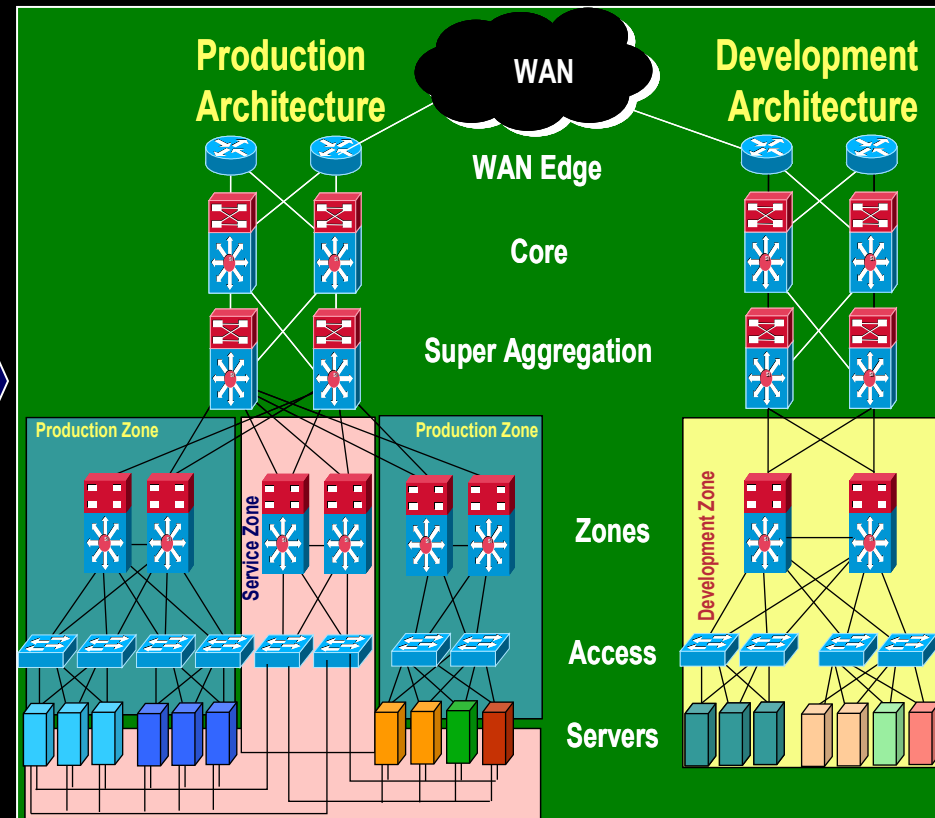 Production
Architecture
WAN
Development
Architecture
WAN Edge
Core
Super Aggregation
Production Zone
Production Zone
Service Zone
Zones
Development Zone
Access
Servers